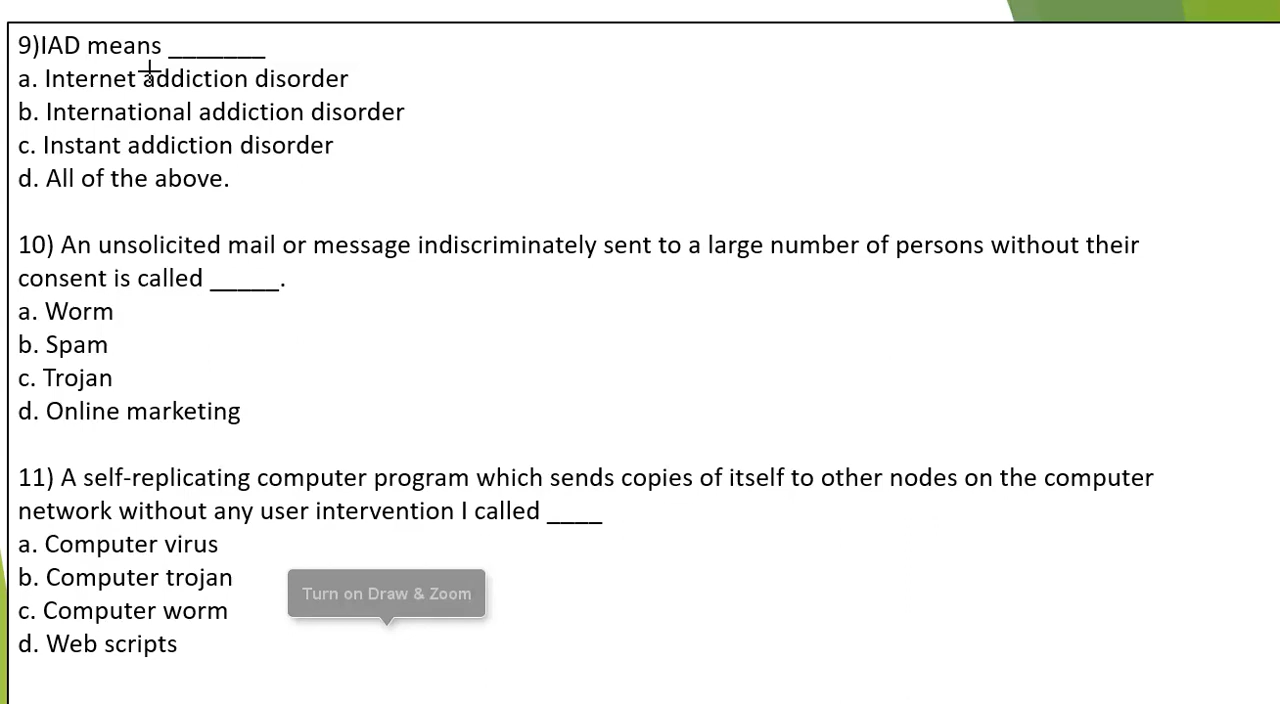 9)IAD means _______
a. Internet addiction disorder
b. International addiction disorder
c. Instant addiction disorder
d. All of the above.
10) An unsolicited mail or message indiscriminately sent to a large number of persons without their
consent is called _____.
a. Worm
b. Spam
c. Trojan
d. Online marketing
11) A self-replicating computer program which sends copies of itself to other nodes on the computer
network without any user intervention I called ____
a. Computer virus
b. Computer trojan
Turn on Draw & Zoom
c. Computer worm
d. Web scripts